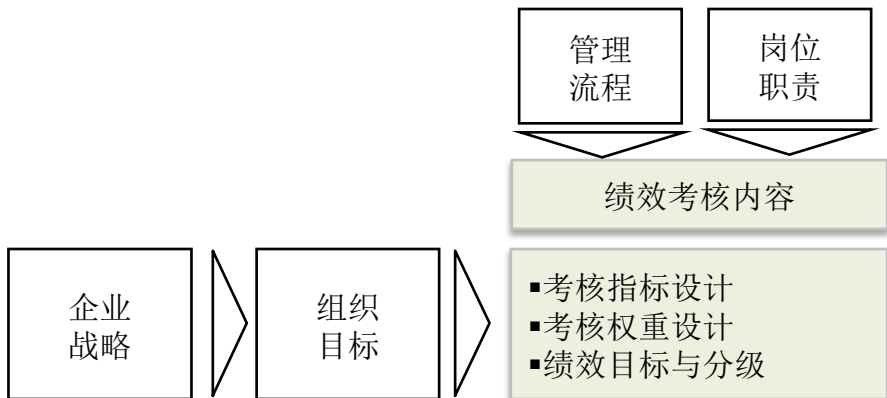 管理
流程
岗位
职责
绩效考核内容
企业
战略
组织
目标
▪考核指标设计
▪考核权重设计
▪绩效目标与分级